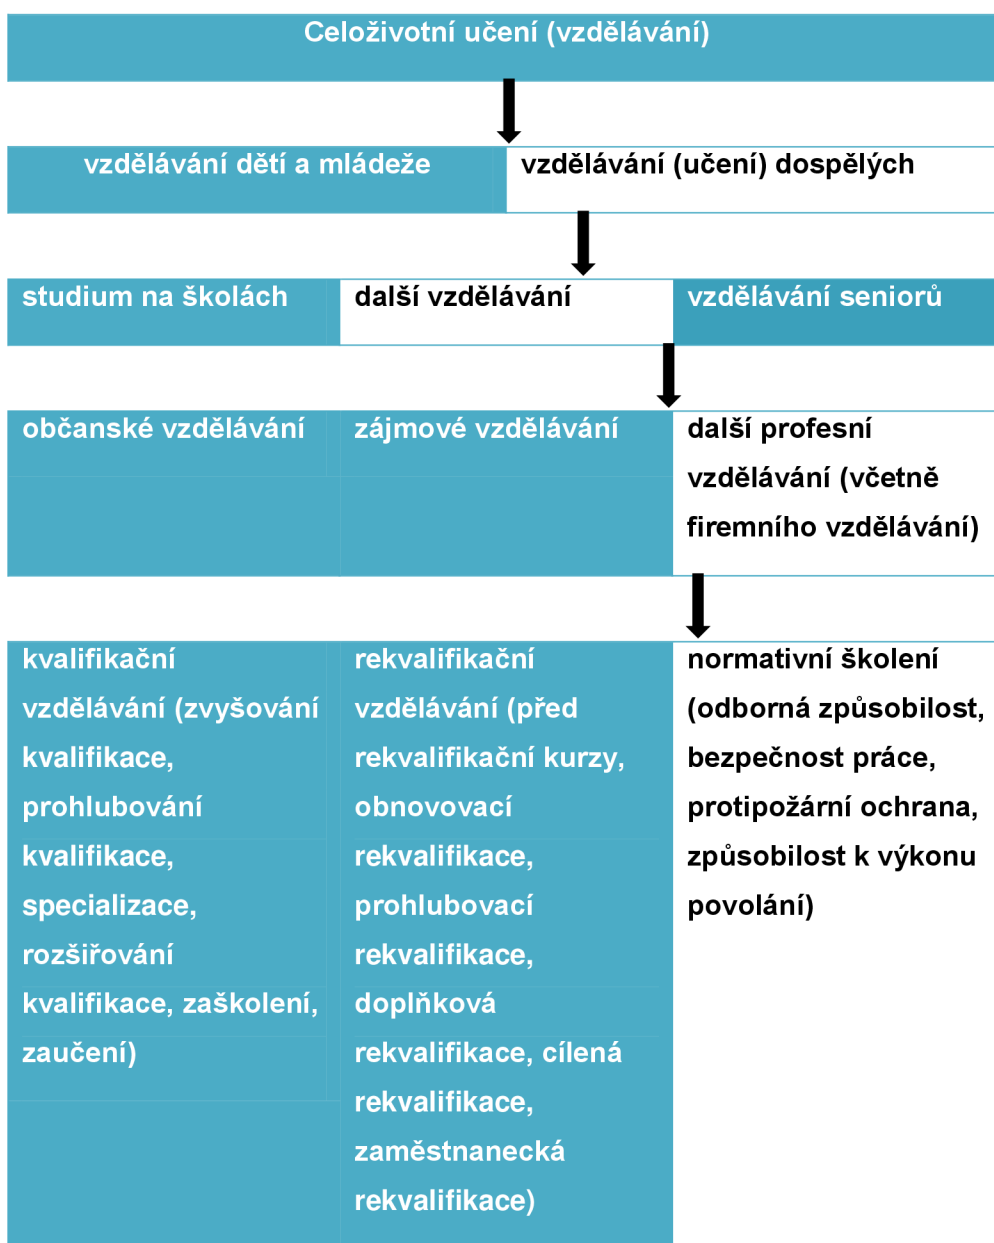 Celoživotní učení (vzdělávání)
vzdělávání dětí a mládeže
vzdělávání (učení) dospělých
studium na školách
další vzdělávání
vzdělávání seniorů
občanské vzdělávání
zájmové vzdělávání
další profesní
vzdělávání (včetně
firemního vzdělávání)
kvalifikační
vzdělávání (zvyšování
kvalifikace,
prohlubování
kvalifikace,
specializace,
rozšiřování
kvalifikace, zaškolení,
zaučení)
rekvalifikační
vzdělávání (před
rekvalifikační kurzy,
obnovovací
rekvalifikace,
prohlubovací
rekvalifikace,
doplňková
rekvalifikace, cílená
rekvalifikace,
zaměstnanecká
rekvalifikace)
normativní školení
(odborná způsobilost,
bezpečnost práce,
protipožární ochrana,
způsobilost k výkonu
povolání)